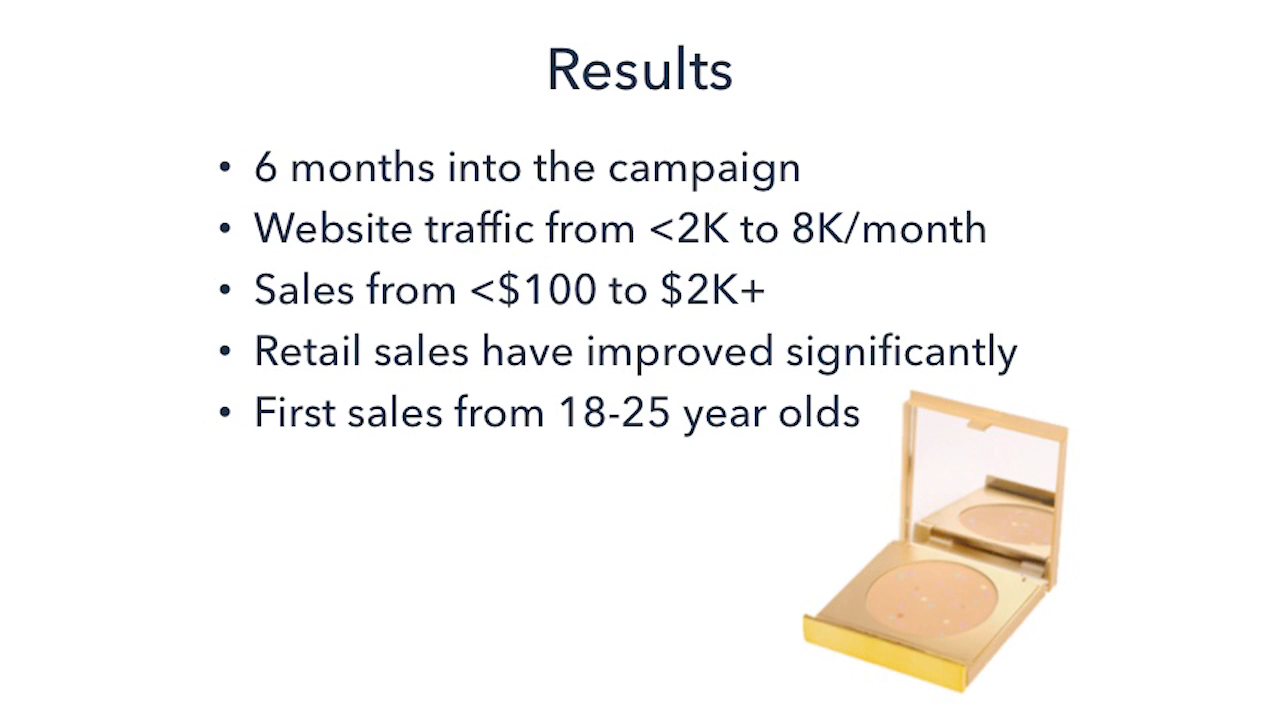 Results
• 6 months into the campaign
• Website traffic from <2K to 8K/month
• Sales from <$100 to $2K+
• Retail sales have improved significantly
• First sales from 18-25 year olds